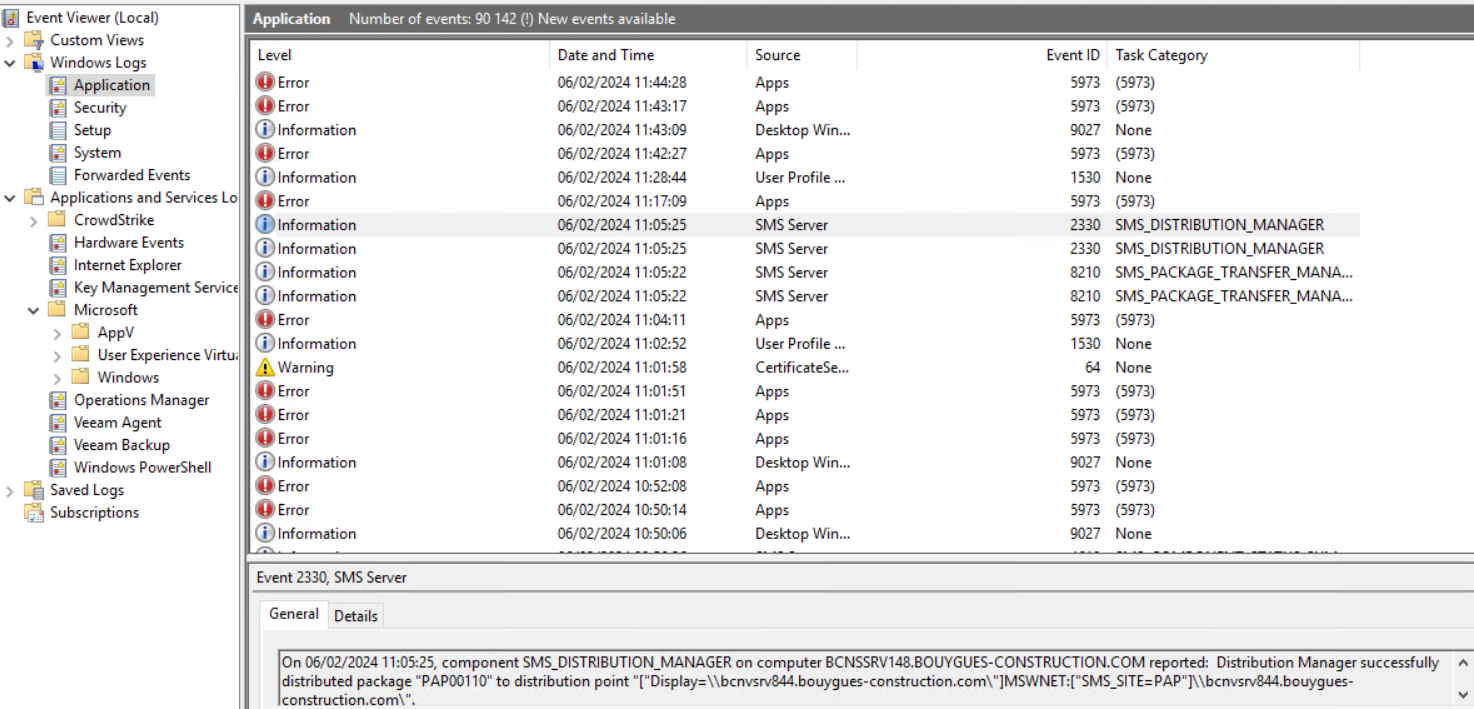 Event Viewer (Local)
Custom Views
Windows Logs
Application
Security
Setup
System
Forwarded Events
Applications and Services Lo
CrowdStrike
Hardware Events
Internet Explorer
Key Management Service
Microsoft
AppV
User Experience Virtu
Windows
Operations Manager
Veeam Agent
Veeam Backup
Windows PowerShell
Saved Logs
Subscriptions
Application Number of events: 90 142 (!) New events available
Level Date and Time Source Event ID Task Category
Error 06/02/2024 11:44:28 Apps 5973 (5973)
Error 06/02/2024 11:43:17 Apps 5973 (5973)
Information 06/02/2024 11:43:09 Desktop Win... 9027 None
Error 06/02/2024 11:42:27 Apps 5973 (5973)
Information 06/02/2024 11:28:44 User Profile ... 1530 None
Error 06/02/2024 11:17:09 Apps 5973 (5973)
Information 06/02/2024 11:05:25 SMS Server 2330 SMS_DISTRIBUTION_MANAGER
Information 06/02/2024 11:05:25 SMS Server 2330 SMS_DISTRIBUTION_MANAGER
Information 06/02/2024 11:05:22 SMS Server 8210 SMS_PACKAGE_TRANSFER_MANA...
Information 06/02/2024 11:05:22 SMS Server 8210 SMS_PACKAGE_TRANSFER_MANA...
Error 06/02/2024 11:04:11 Apps 5973 (5973)
Information 06/02/2024 11:02:52 User Profile ... 1530 None
Warning 06/02/2024 11:01:58 CertificateSe... 64 None
Error 06/02/2024 11:01:51 Apps 5973 (5973)
Error 06/02/2024 11:01:21 Apps 5973 (5973)
Error 06/02/2024 11:01:16 Apps 5973 (5973)
Information 06/02/2024 11:01:08 Desktop Win... 9027 None
Error 06/02/2024 10:52:08 Apps 5973 (5973)
Error 06/02/2024 10:50:14 Apps 5973 (5973)
Information 06/02/2024 10:50:06 Desktop Win... 9027 None
Event 2330, SMS Server
General Details
On 06/02/2024 11:05:25, component SMS_DISTRIBUTION_MANAGER on computer BCNSSRV148.BOUYGUES-CONSTRUCTION.COM reported:  Distribution Manager successfully
distributed package "PAP00110" to distribution point "["Display=\\bcnvsrv844.bouygues-construction.com\"]MSWNET:["SMS_SITE=PAP"]\\bcnvsrv844.bouygues-
construction.com\".